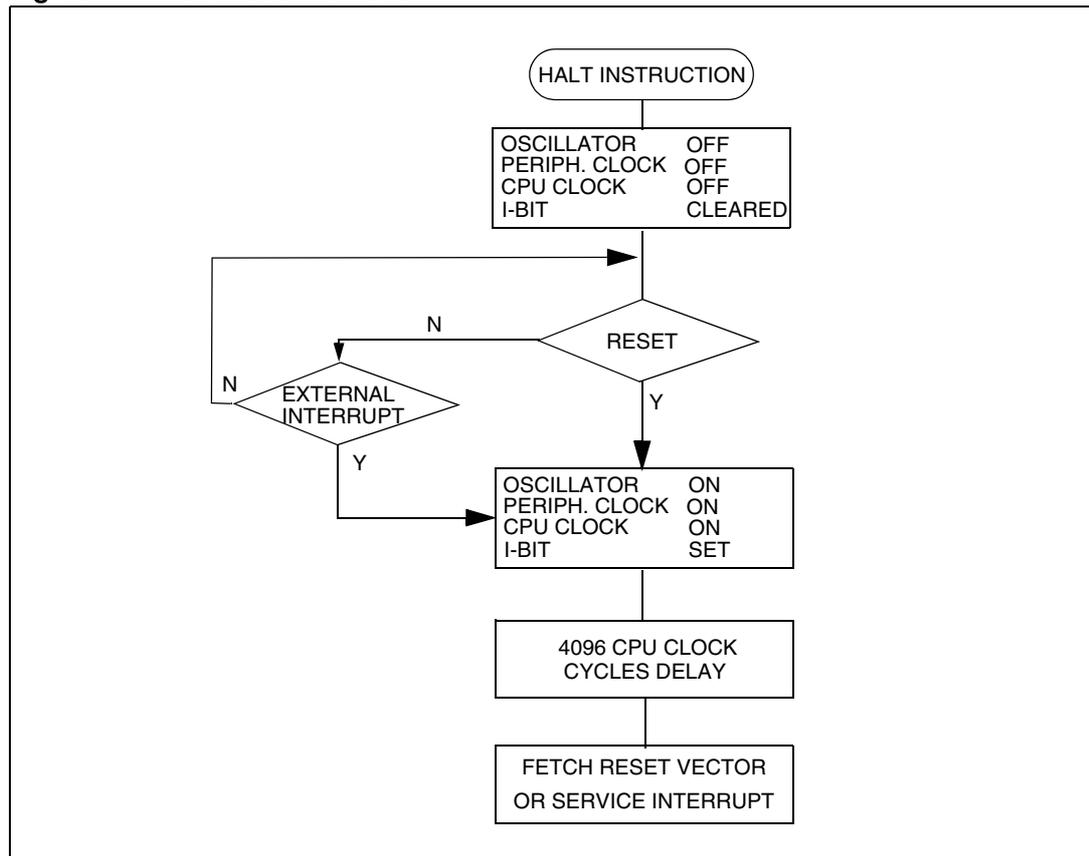 HALT INSTRUCTION
OSCILLATOR OFF
PERIPH. CLOCK OFF
CPU CLOCK OFF
I-BIT CLEARED
N
RESET
N
EXTERNAL
INTERRUPT
Y
Y
OSCILLATOR ON
PERIPH. CLOCK ON
CPU CLOCK ON
I-BIT SET
4096 CPU CLOCK
CYCLES DELAY
FETCH RESET VECTOR
OR SERVICE INTERRUPT